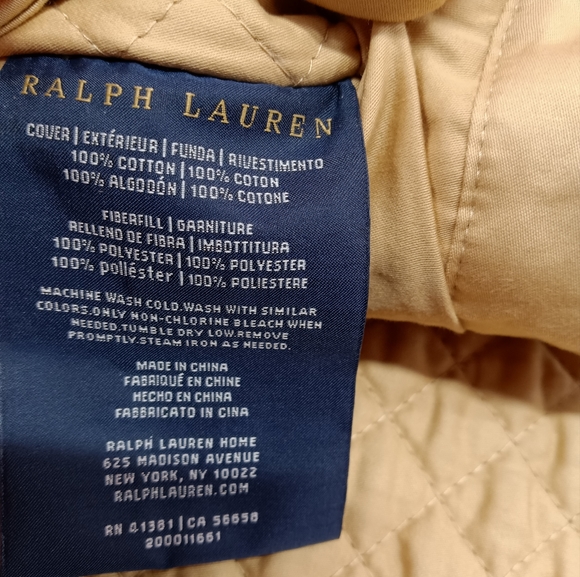 RALPH LAUREN
COVER | EXTÉRIEUR | FUNDA | RIVESTIMENTO
100% COTTON | 100% COTON
100% ALGODÓN | 100% COTONE
FIBERFILL | GARNITURE
RELLENO DE FIBRA | IMBOTTITURA
100% POLYESTER | 100% POLYESTER
100% poliéster | 100% POLIESTERE
MACHINE WASH COLD.WASH WITH SIMILAR
COLORS.ONLY NON-CHLORINE BLEACH WHEN
NEEDED.TUMBLE DRY LOW.REMOVE
PROMPTLY.STEAM IRON AS NEEDED.
MADE IN CHINA
FABRIQUÉ EN CHINE
HECHO EN CHINA
FABBRICATO IN CINA
RALPH LAUREN HOME
625 MADISON AVENUE
NEW YORK, NY 10022
RALPHLAUREN.COM
RN 41381 | CA 56658
200011661